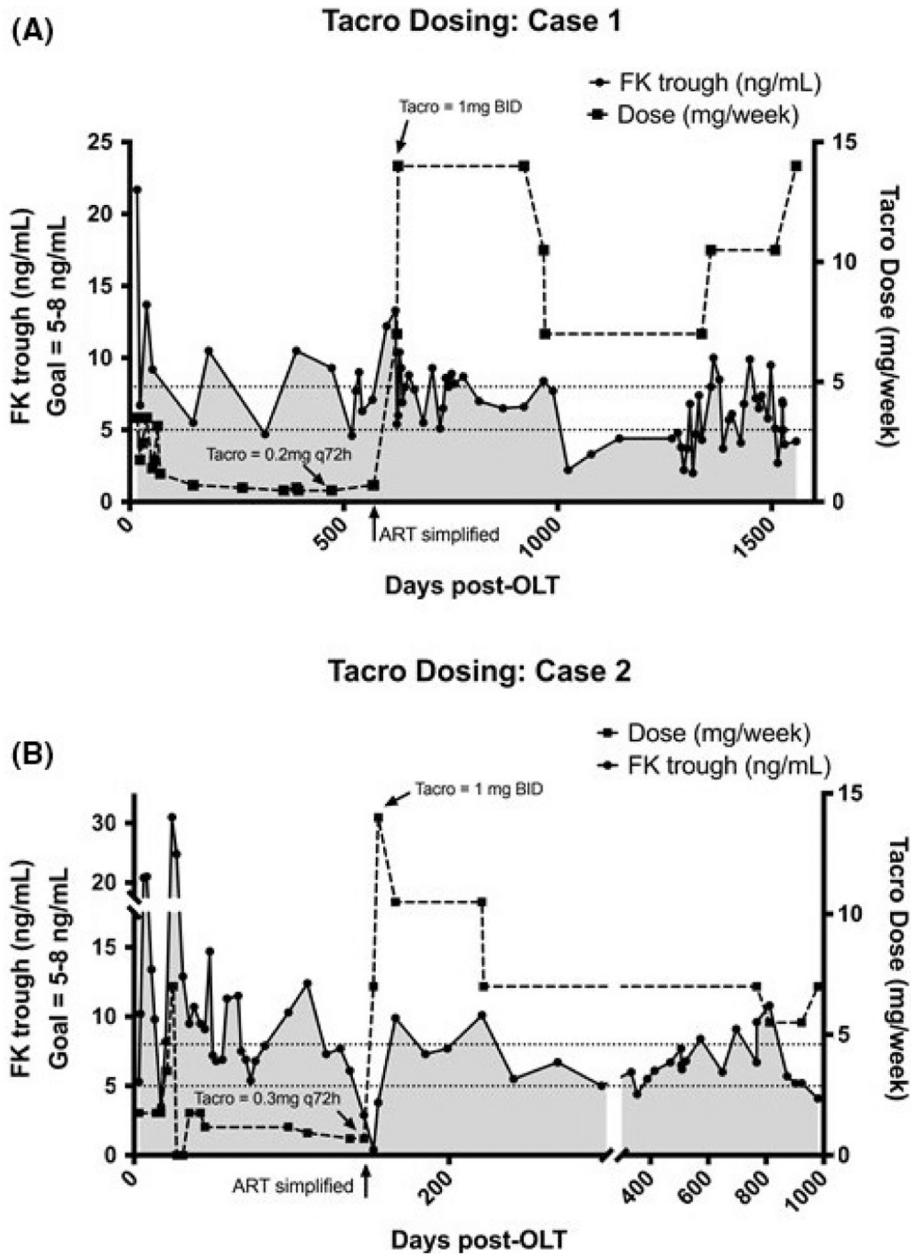 (A)
Tacro Dosing: Case 1
FK trough (ng/mL)
Dose (mg/week)
Tacro = 1mg BID
25
20
15
10
5
0
15
10
5
0
FK trough (ng/mL)
Goal = 5-8 ng/mL
Tacro Dose (mg/week)
Tacro = 0.2mg q72h
ART simplified
0
500
1000
1500
Days post-OLT
Tacro Dosing: Case 2
(B)
Dose (mg/week)
FK trough (ng/mL)
Tacro = 1 mg BID
30
20
15
10
5
0
15
10
5
0
FK trough (ng/mL)
Goal = 5-8 ng/mL
Tacro Dose (mg/week)
Tacro = 0.3mg q72h
ART simplified
0
200
400
600
800
1000
Days post-OLT